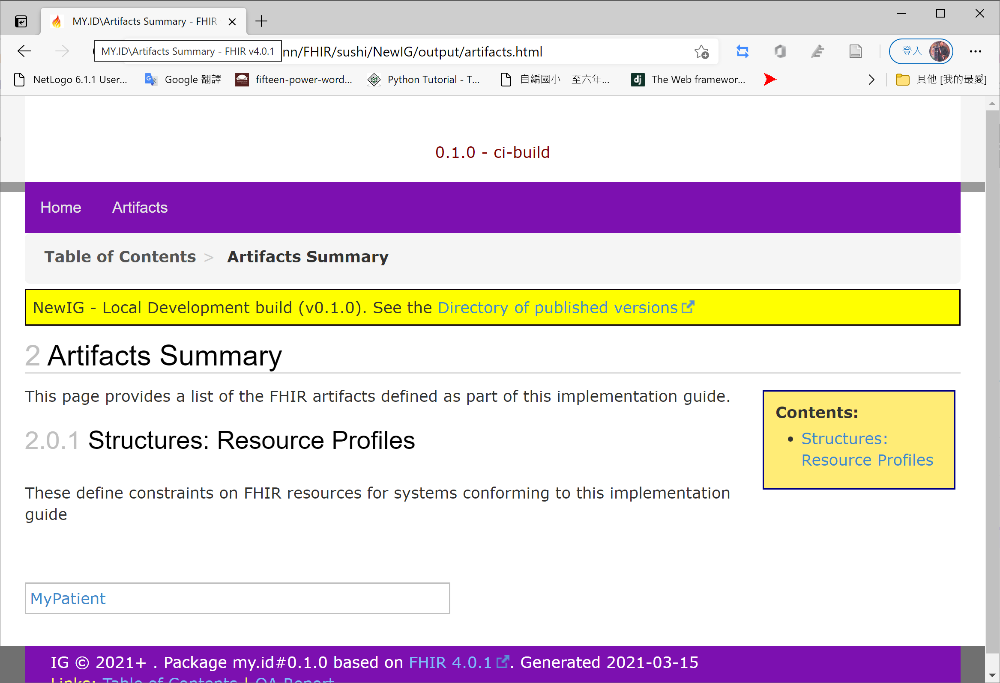 MY.ID\Artifacts Summary - FHIR
MY.ID\Artifacts Summary - FHIR v4.0.1
nn/FHIR/sushi/NewIG/output/artifacts.html
登入
NetLogo 6.1.1 User...
Google 翻譯
fifteen-power-word...
Python Tutorial - T...
自編國小一至六年...
dj
The Web framewor...
其他 [我的最愛]
0.1.0 - ci-build
Home
Artifacts
Table of Contents > Artifacts Summary
NewIG - Local Development build (v0.1.0). See the Directory of published versions
2 Artifacts Summary
This page provides a list of the FHIR artifacts defined as part of this implementation guide.
Contents:
• Structures:
Resource Profiles
2.0.1 Structures: Resource Profiles
These define constraints on FHIR resources for systems conforming to this implementation
guide
MyPatient
IG © 2021+ . Package my.id#0.1.0 based on FHIR 4.0.1. Generated 2021-03-15
Links: Table of Contents | QA Report